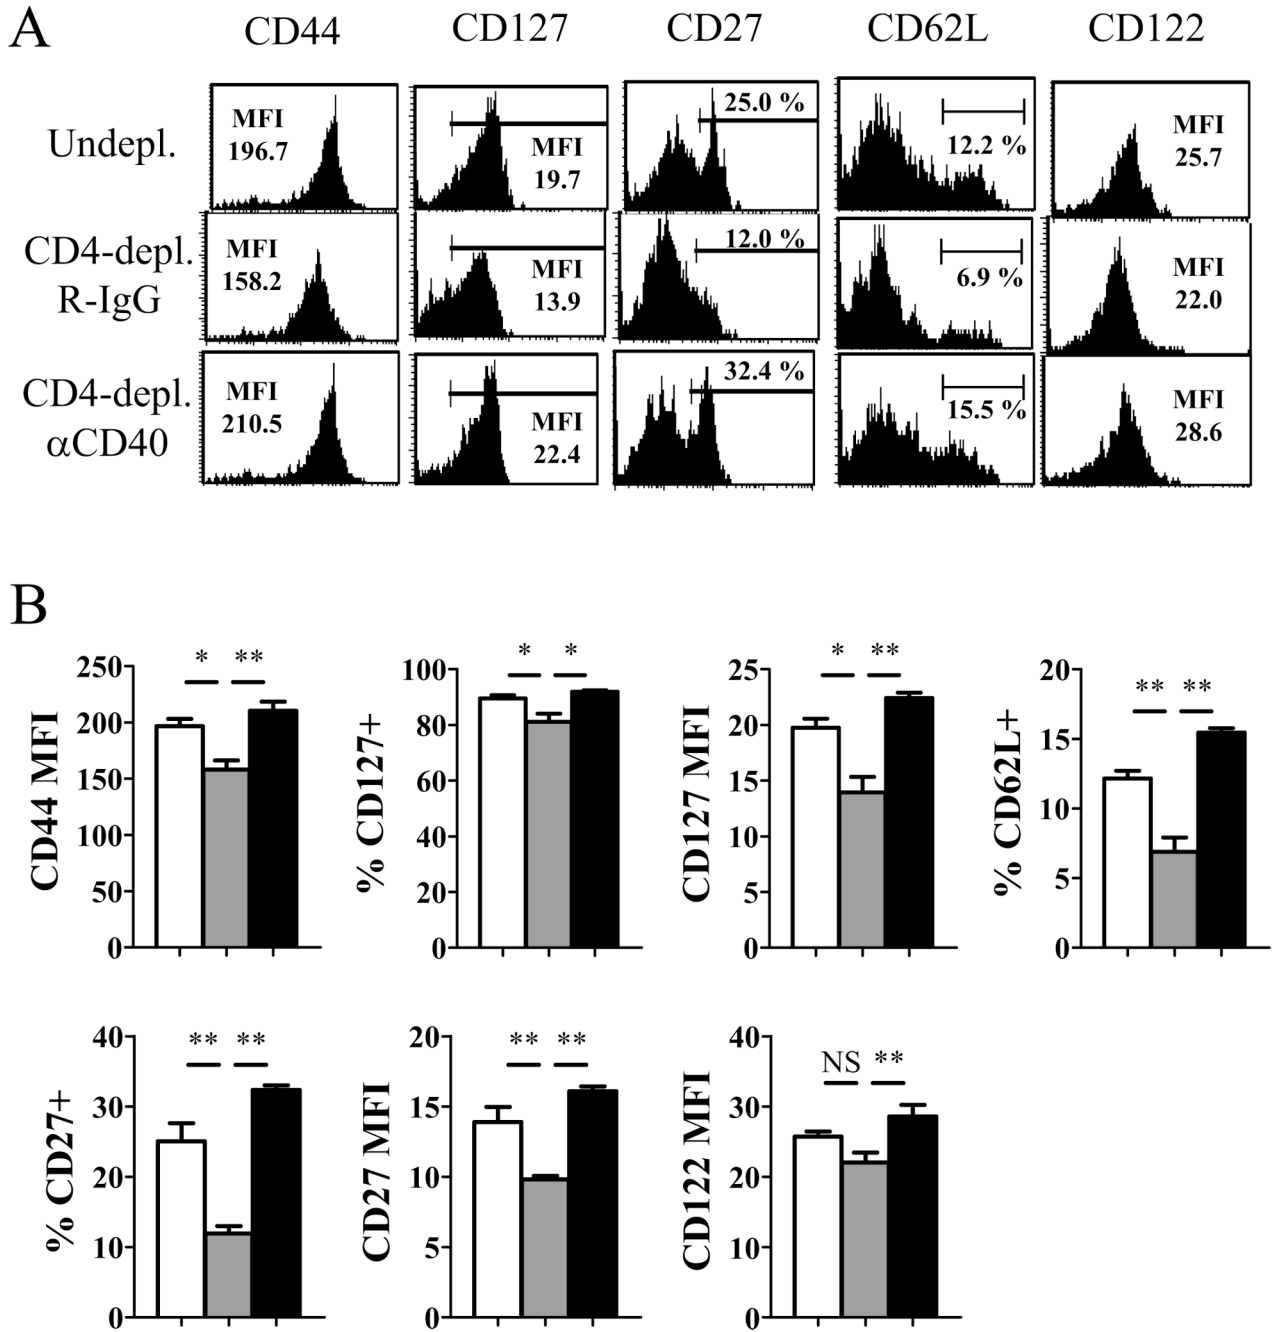 A
CD44 CD127 CD27 CD62L CD122
Undepl.
MFI
196.7
MFI
19.7
25.0 %
12.2 %
MFI
25.7
CD4-depl.
R-IgG
MFI
158.2
MFI
13.9
12.0 %
6.9 %
MFI
22.0
CD4-depl.
αCD40
MFI
210.5
MFI
22.4
32.4 %
15.5 %
MFI
28.6
B
CD44 MFI
250
200
150
100
50
0
* **
% CD127+
100
80
60
40
20
0
* *
CD127 MFI
25
20
15
10
5
0
* **
% CD62L+
20
15
10
5
0
** **
% CD27+
40
30
20
10
0
** **
CD27 MFI
20
15
10
5
0
** **
CD122 MFI
40
30
20
10
0
NS **